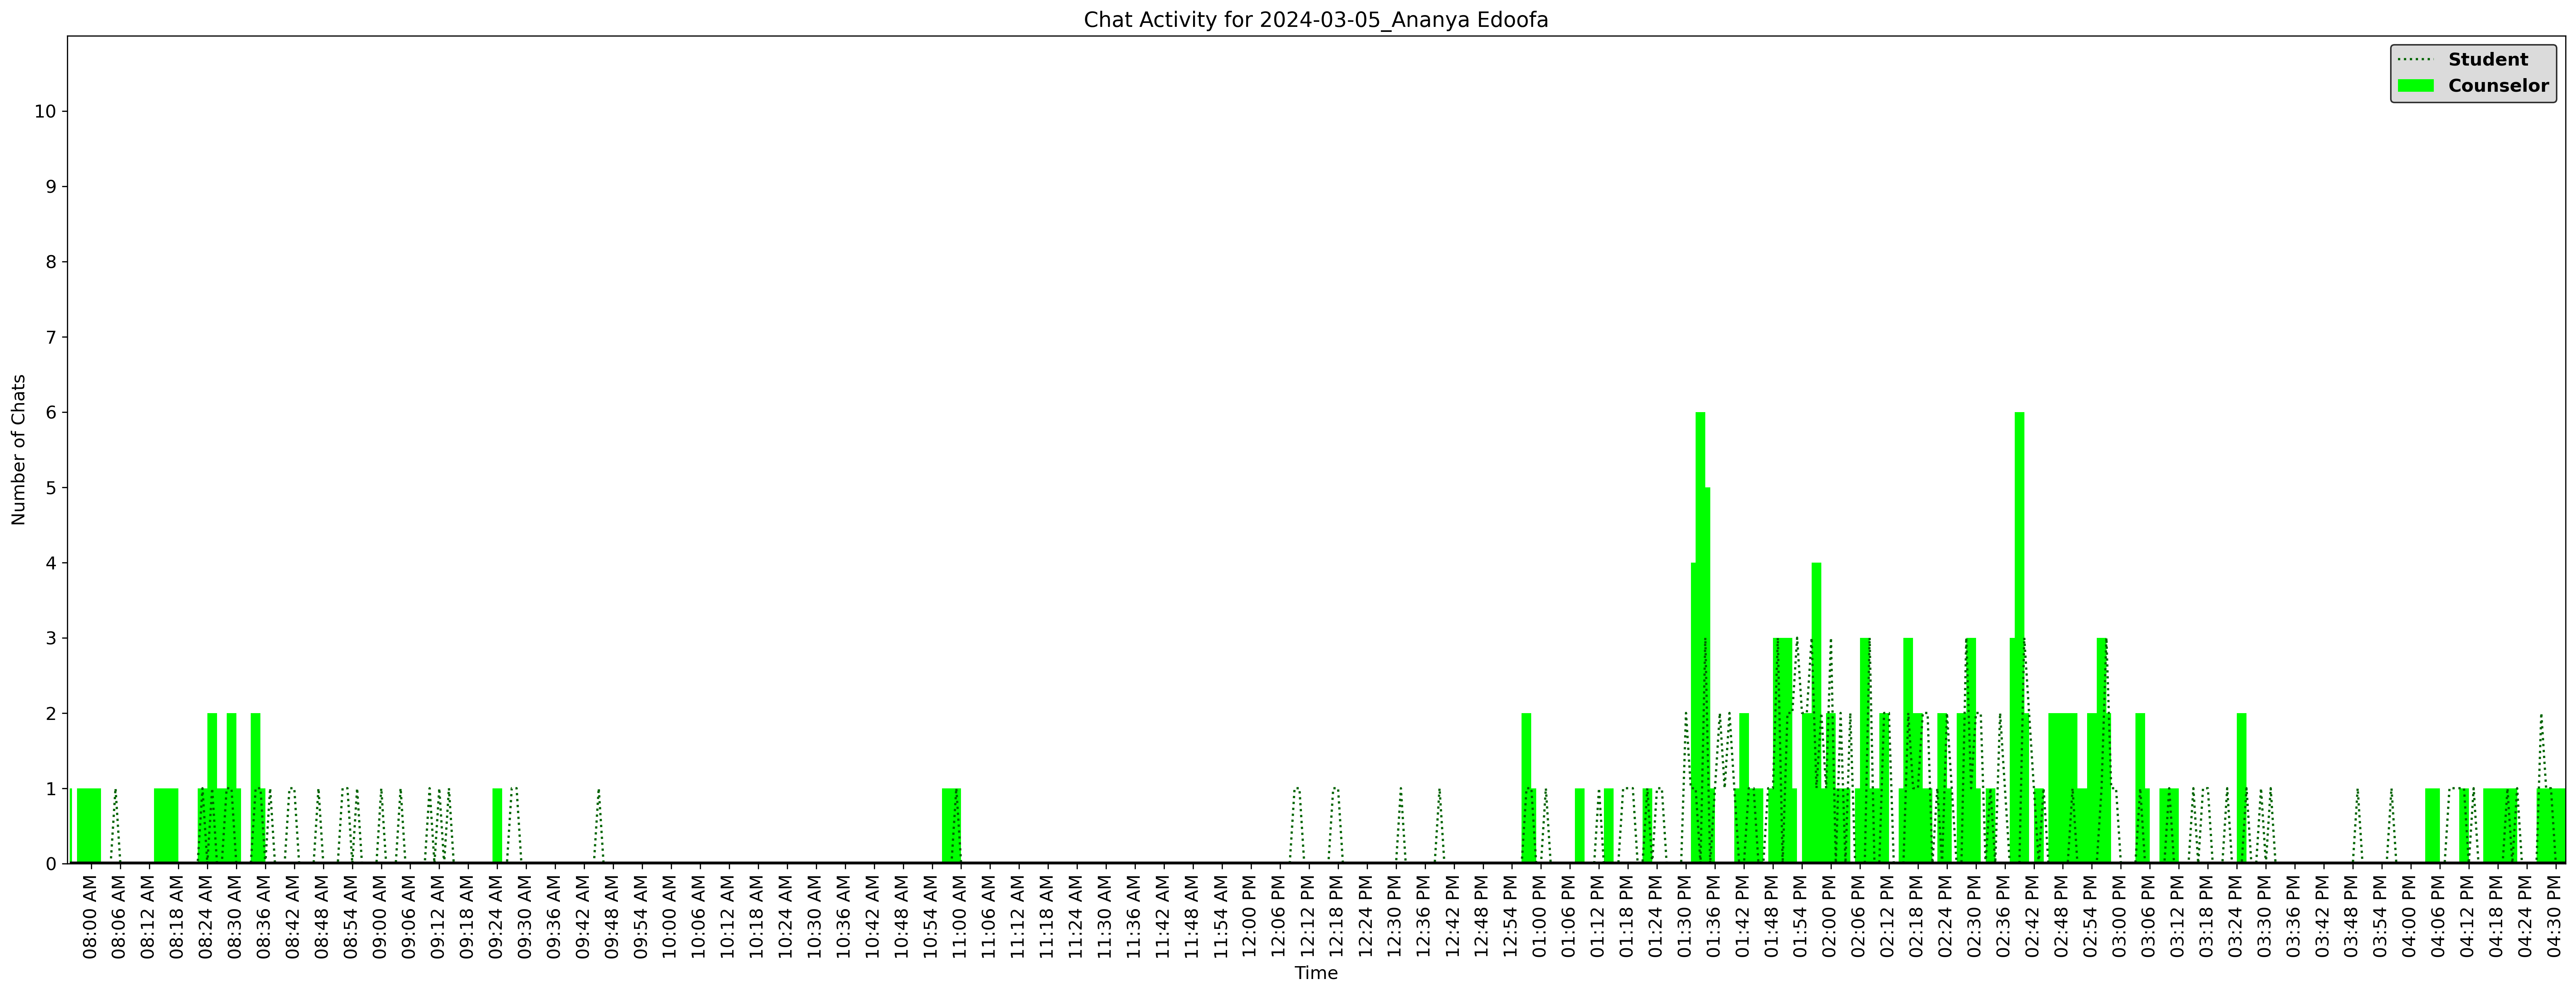 Chat Activity for 2024-03-05_Ananya Edoofa
Student
Counselor
10
9
8
7
6
5
4
3
2
1
0
Number of Chats
08:00 AM
08:06 AM
08:12 AM
08:18 AM
08:24 AM
08:30 AM
08:36 AM
08:42 AM
08:48 AM
08:54 AM
09:00 AM
09:06 AM
09:12 AM
09:18 AM
09:24 AM
09:30 AM
09:36 AM
09:42 AM
09:48 AM
09:54 AM
10:00 AM
10:06 AM
10:12 AM
10:18 AM
10:24 AM
10:30 AM
10:36 AM
10:42 AM
10:48 AM
10:54 AM
11:00 AM
11:06 AM
11:12 AM
11:18 AM
11:24 AM
11:30 AM
11:36 AM
11:42 AM
11:48 AM
11:54 AM
12:00 PM
12:06 PM
12:12 PM
12:18 PM
12:24 PM
12:30 PM
12:36 PM
12:42 PM
12:48 PM
12:54 PM
01:00 PM
01:06 PM
01:12 PM
01:18 PM
01:24 PM
01:30 PM
01:36 PM
01:42 PM
01:48 PM
01:54 PM
02:00 PM
02:06 PM
02:12 PM
02:18 PM
02:24 PM
02:30 PM
02:36 PM
02:42 PM
02:48 PM
02:54 PM
03:00 PM
03:06 PM
03:12 PM
03:18 PM
03:24 PM
03:30 PM
03:36 PM
03:42 PM
03:48 PM
03:54 PM
04:00 PM
04:06 PM
04:12 PM
04:18 PM
04:24 PM
04:30 PM
Time